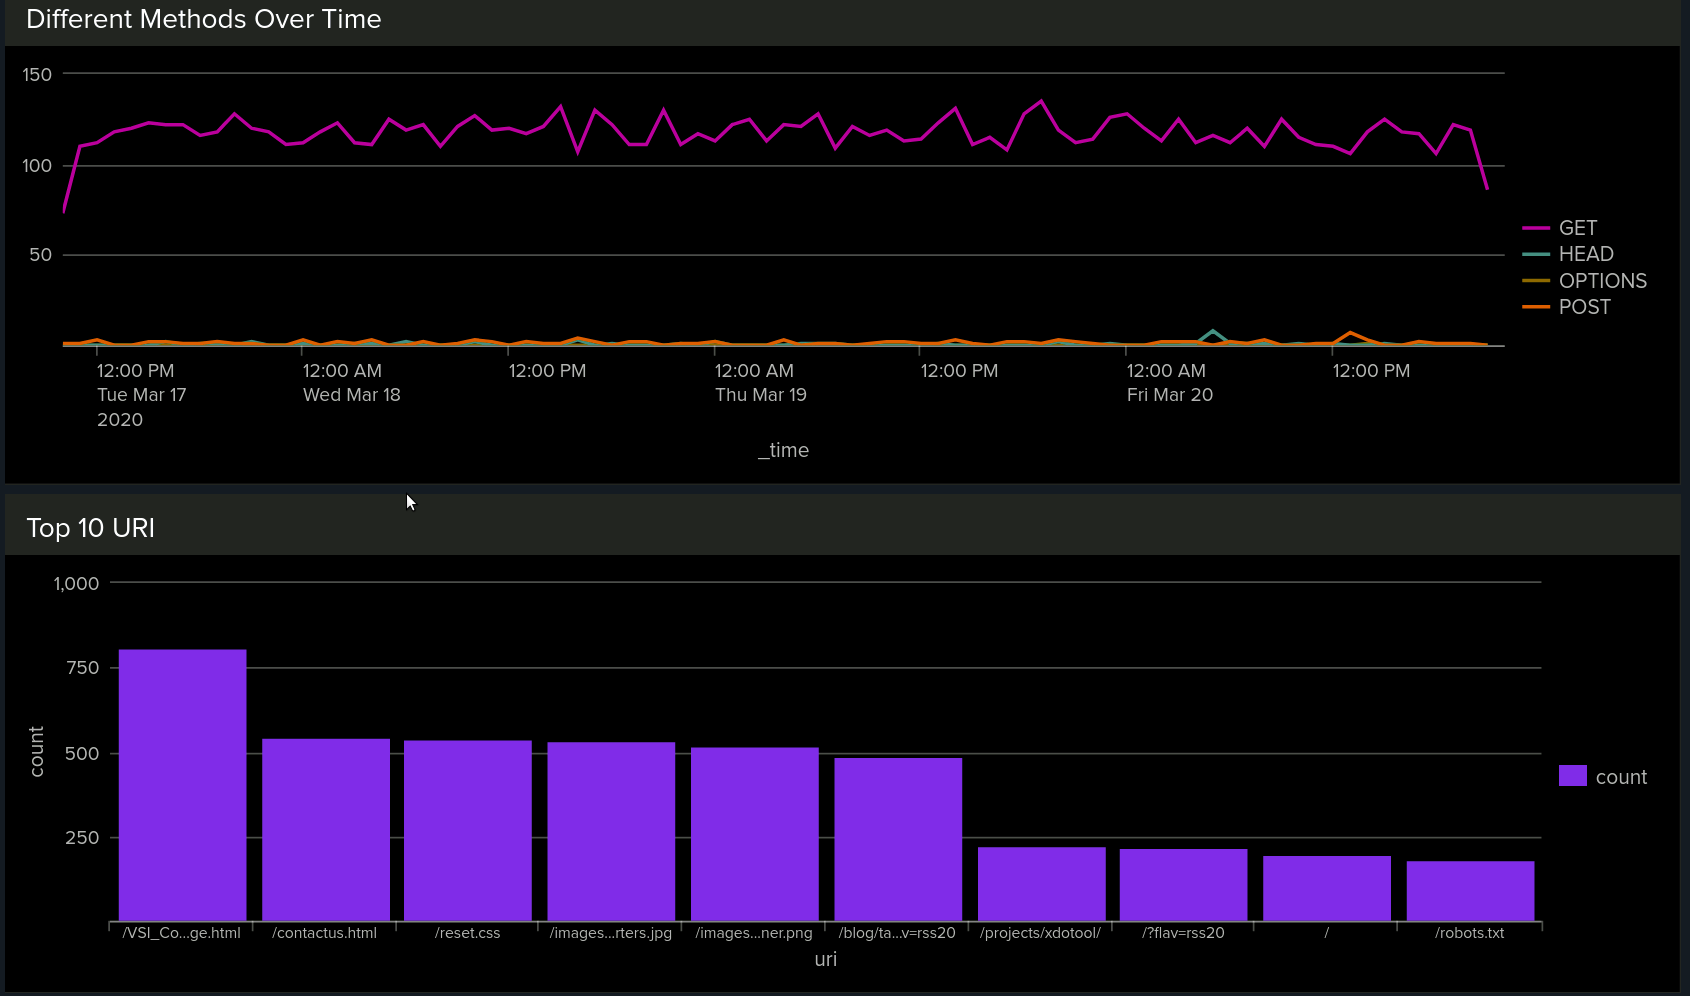 Different Methods Over Time
150
100
50
GET
HEAD
OPTIONS
POST
12:00 PM 12:00 AM 12:00 PM 12:00 AM 12:00 PM 12:00 AM 12:00 PM
Tue Mar 17 Wed Mar 18 Thu Mar 19 Fri Mar 20
2020
_time
Top 10 URI
1,000
750
500
250
count
count
/VSI_Co...ge.html /contactus.html /reset.css /images...rters.jpg /images...ner.png /blog/ta...v=rss20 /projects/xdotool/ /?flav=rss20 / /robots.txt
uri